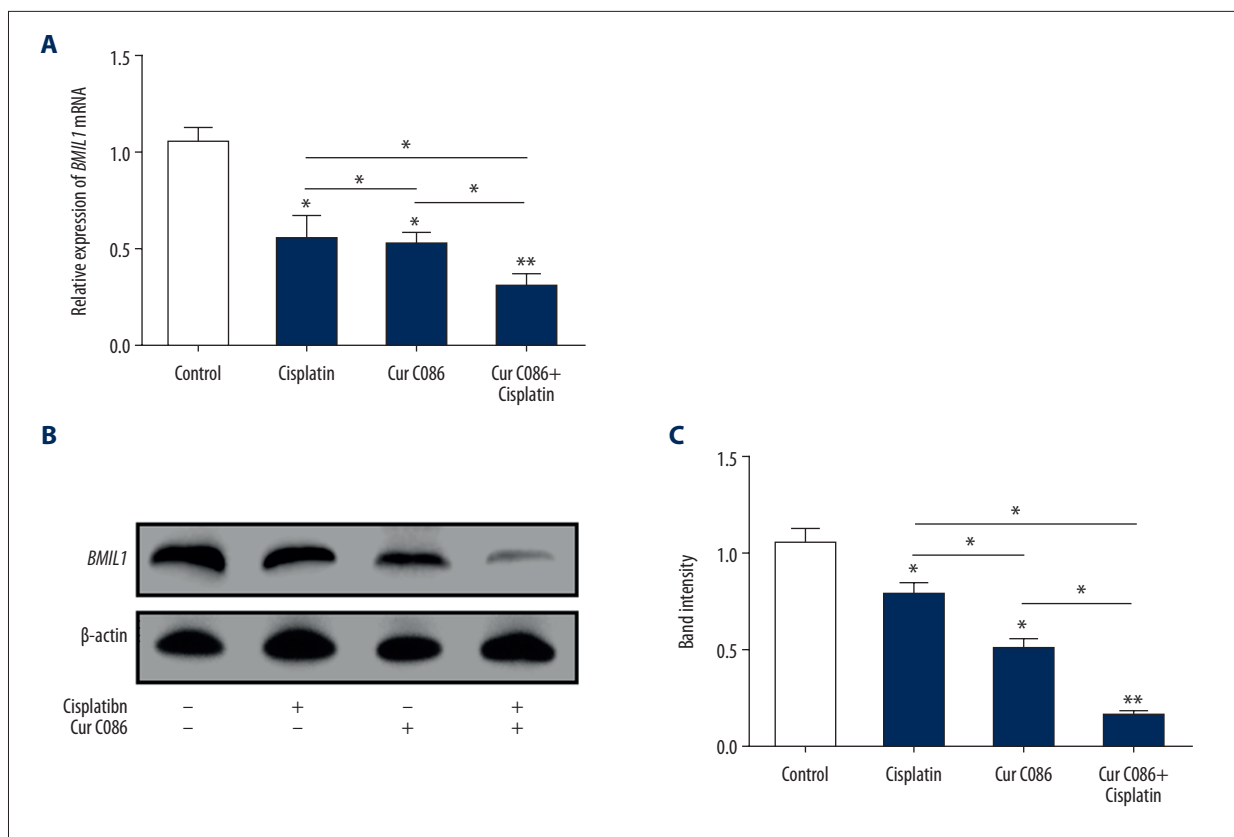 A
Relative expression of BMIL1 mRNA
1.5
1.0
0.5
0.0
*
*
*
*
*
**
Control
Cisplatin
Cur C086
Cur C086+
Cisplatin
B
BMIL1
β-actin
Cisplatibn – + – +
Cur C086 – – + +
C
Band intensity
1.5
1.0
0.5
0.0
*
*
*
*
*
**
Control
Cisplatin
Cur C086
Cur C086+
Cisplatin